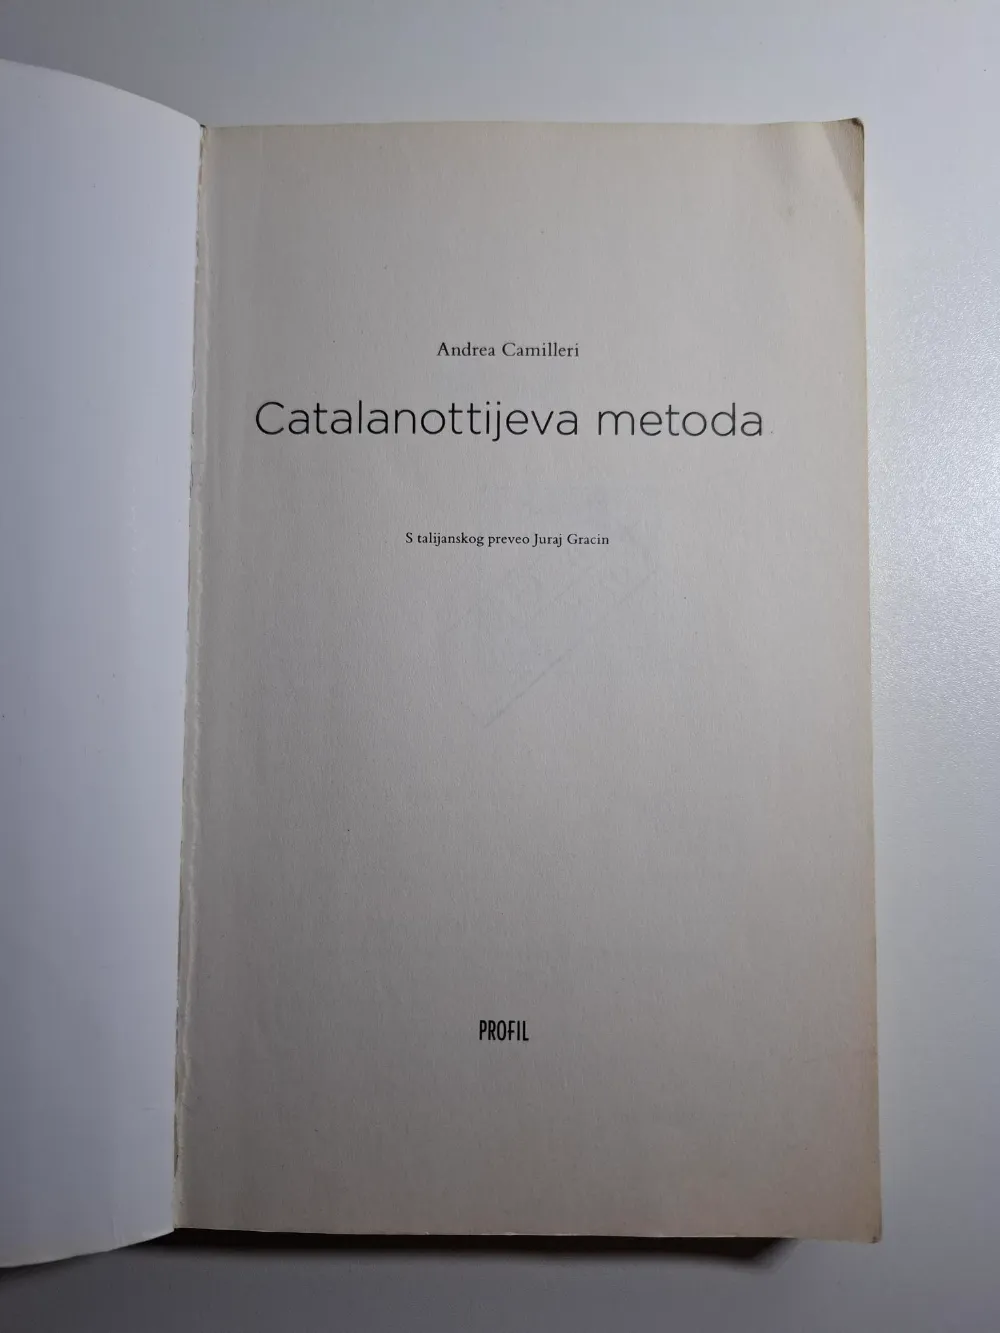 Andrea Camilleri
Catalanottijeva metoda
S talijanskog preveo Juraj Gracin
PROFIL